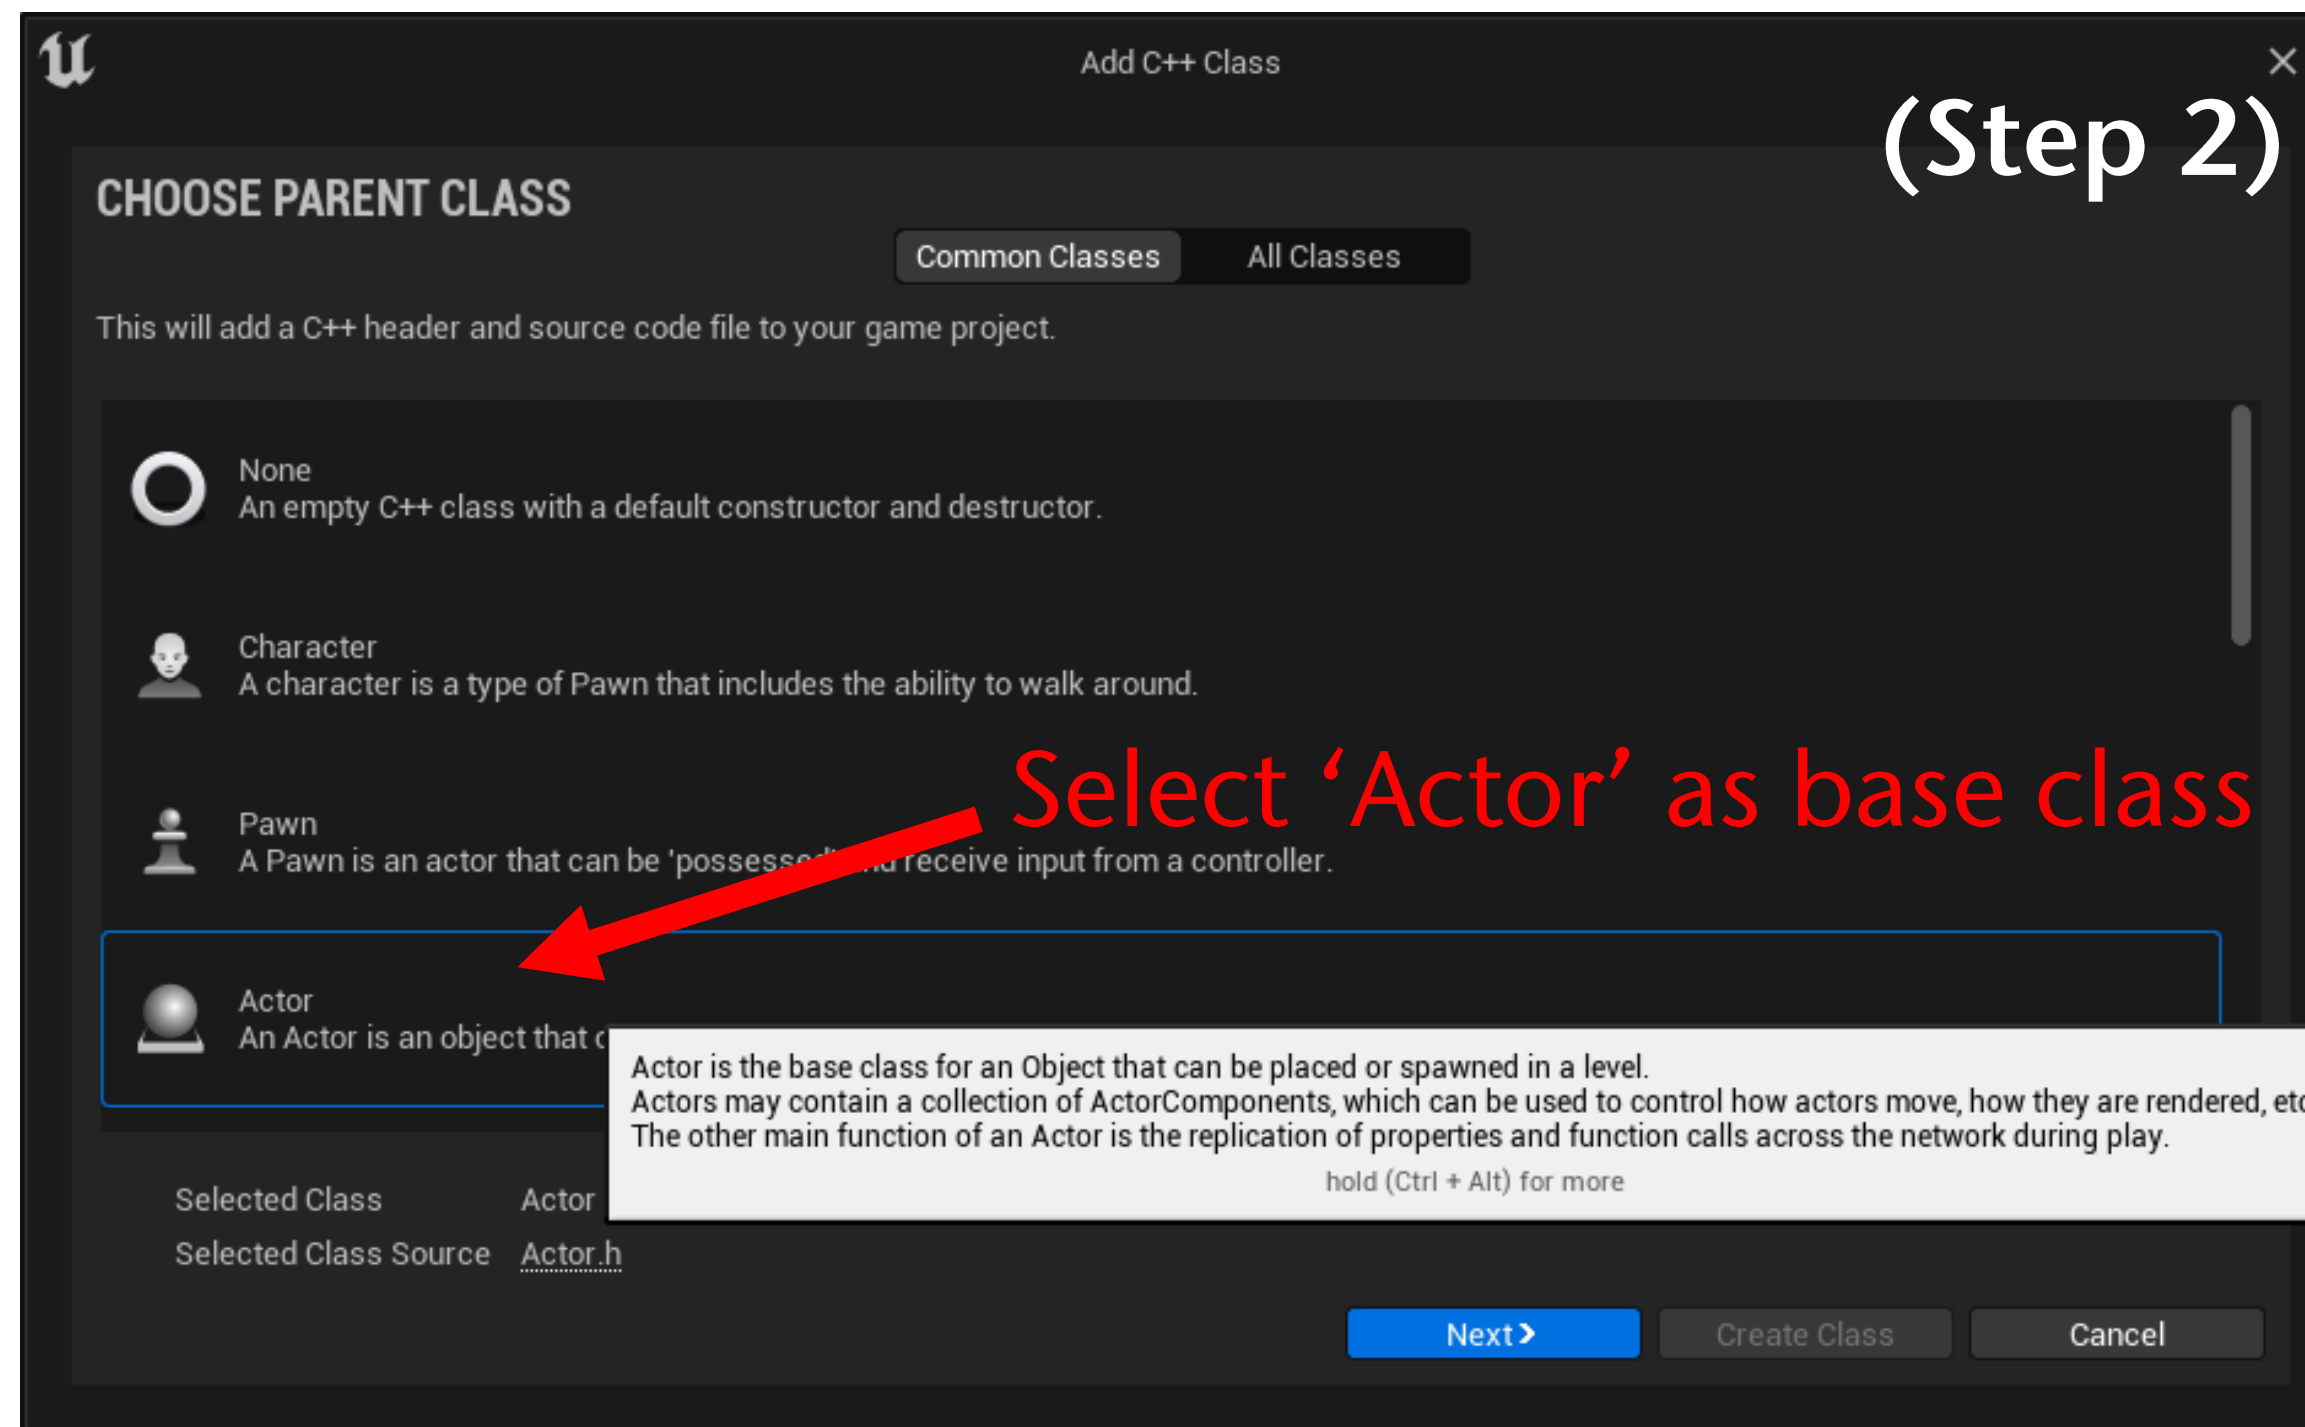 Add C++ Class
(Step 2)
CHOOSE PARENT CLASS
Common Classes
All Classes
This will add a C++ header and source code file to your game project.
None
An empty C++ class with a default constructor and destructor.
Character
A character is a type of Pawn that includes the ability to walk around.
Select ‘Actor’ as base class
Pawn
A Pawn is an actor that can be 'possessed' and receive input from a controller.
Actor
An Actor is an object that
Actor is the base class for an Object that can be placed or spawned in a level.
Actors may contain a collection of ActorComponents, which can be used to control how actors move, how they are rendered, etc
The other main function of an Actor is the replication of properties and function calls across the network during play.
hold (Ctrl + Alt) for more
Selected Class Actor
Selected Class Source Actor.h
Next
Create Class
Cancel